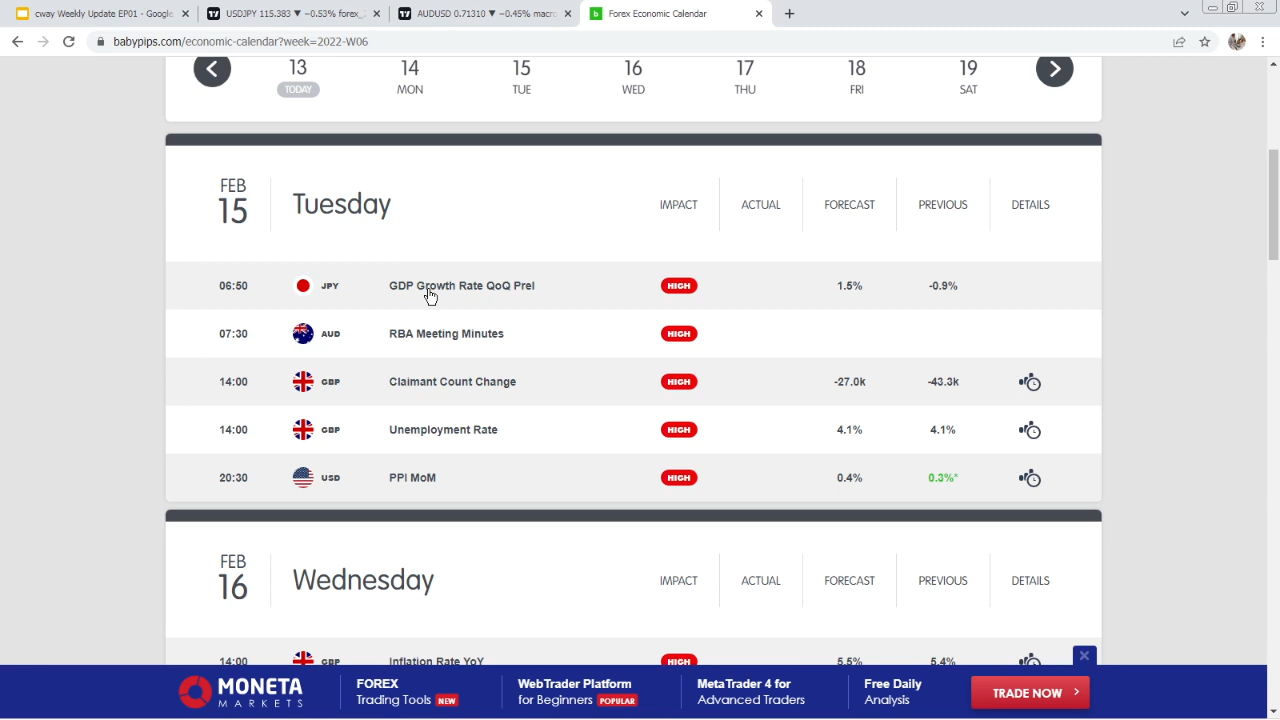 cway Weekly Update EP01 - Google
USDJPY 115.383 ▼ −0.53% forex_
AUDUSD 0.71310 ▼ −0.45% macro
Forex Economic Calendar
babypips.com/economic-calendar?week=2022-W06
13 14 15 16 17 18 19
TODAY MON TUE WED THU FRI SAT
FEB
15 Tuesday IMPACT ACTUAL FORECAST PREVIOUS DETAILS
06:50 JPY GDP Growth Rate QoQ Prel HIGH 1.5% -0.9%
07:30 AUD RBA Meeting Minutes HIGH
14:00 GBP Claimant Count Change HIGH -27.0k -43.3k
14:00 GBP Unemployment Rate HIGH 4.1% 4.1%
20:30 USD PPI MoM HIGH 0.4% 0.3%*
FEB
16 Wednesday IMPACT ACTUAL FORECAST PREVIOUS DETAILS
14:00 GBP Inflation Rate YoY HIGH 5.5% 5.4%
MONETA
MARKETS
FOREX
Trading Tools NEW
WebTrader Platform
for Beginners POPULAR
MetaTrader 4 for
Advanced Traders
Free Daily
Analysis
TRADE NOW